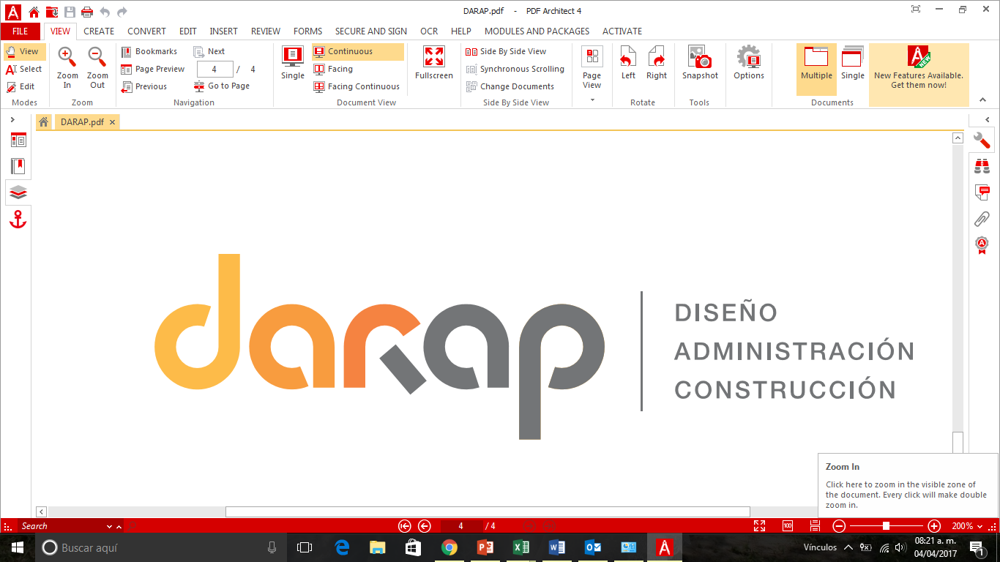 DARAP.pdf - PDF Architect 4
FILE VIEW CREATE CONVERT EDIT INSERT REVIEW FORMS SECURE AND SIGN OCR HELP MODULES AND PACKAGES ACTIVATE
View
Select
Edit
Modes
Zoom In
Zoom Out
Zoom
Bookmarks
Page Preview
Previous
Next
4 / 4
Go to Page
Navigation
Single
Continuous
Facing
Facing Continuous
Document View
Fullscreen
Side By Side View
Synchronous Scrolling
Change Documents
Side By Side View
Page View
Left
Right
Rotate
Snapshot
Tools
Options
Multiple
Single
Documents
NEW
New Features Available.
Get them now!
DARAP.pdf
darap
DISEÑO
ADMINISTRACIÓN
CONSTRUCCIÓN
Zoom In
Click here to zoom in the visible zone of
the document. Every click will make double
zoom in.
Search
4 / 4
100
200%
Buscar aquí
Vínculos
08:21 a. m.
04/04/2017
1